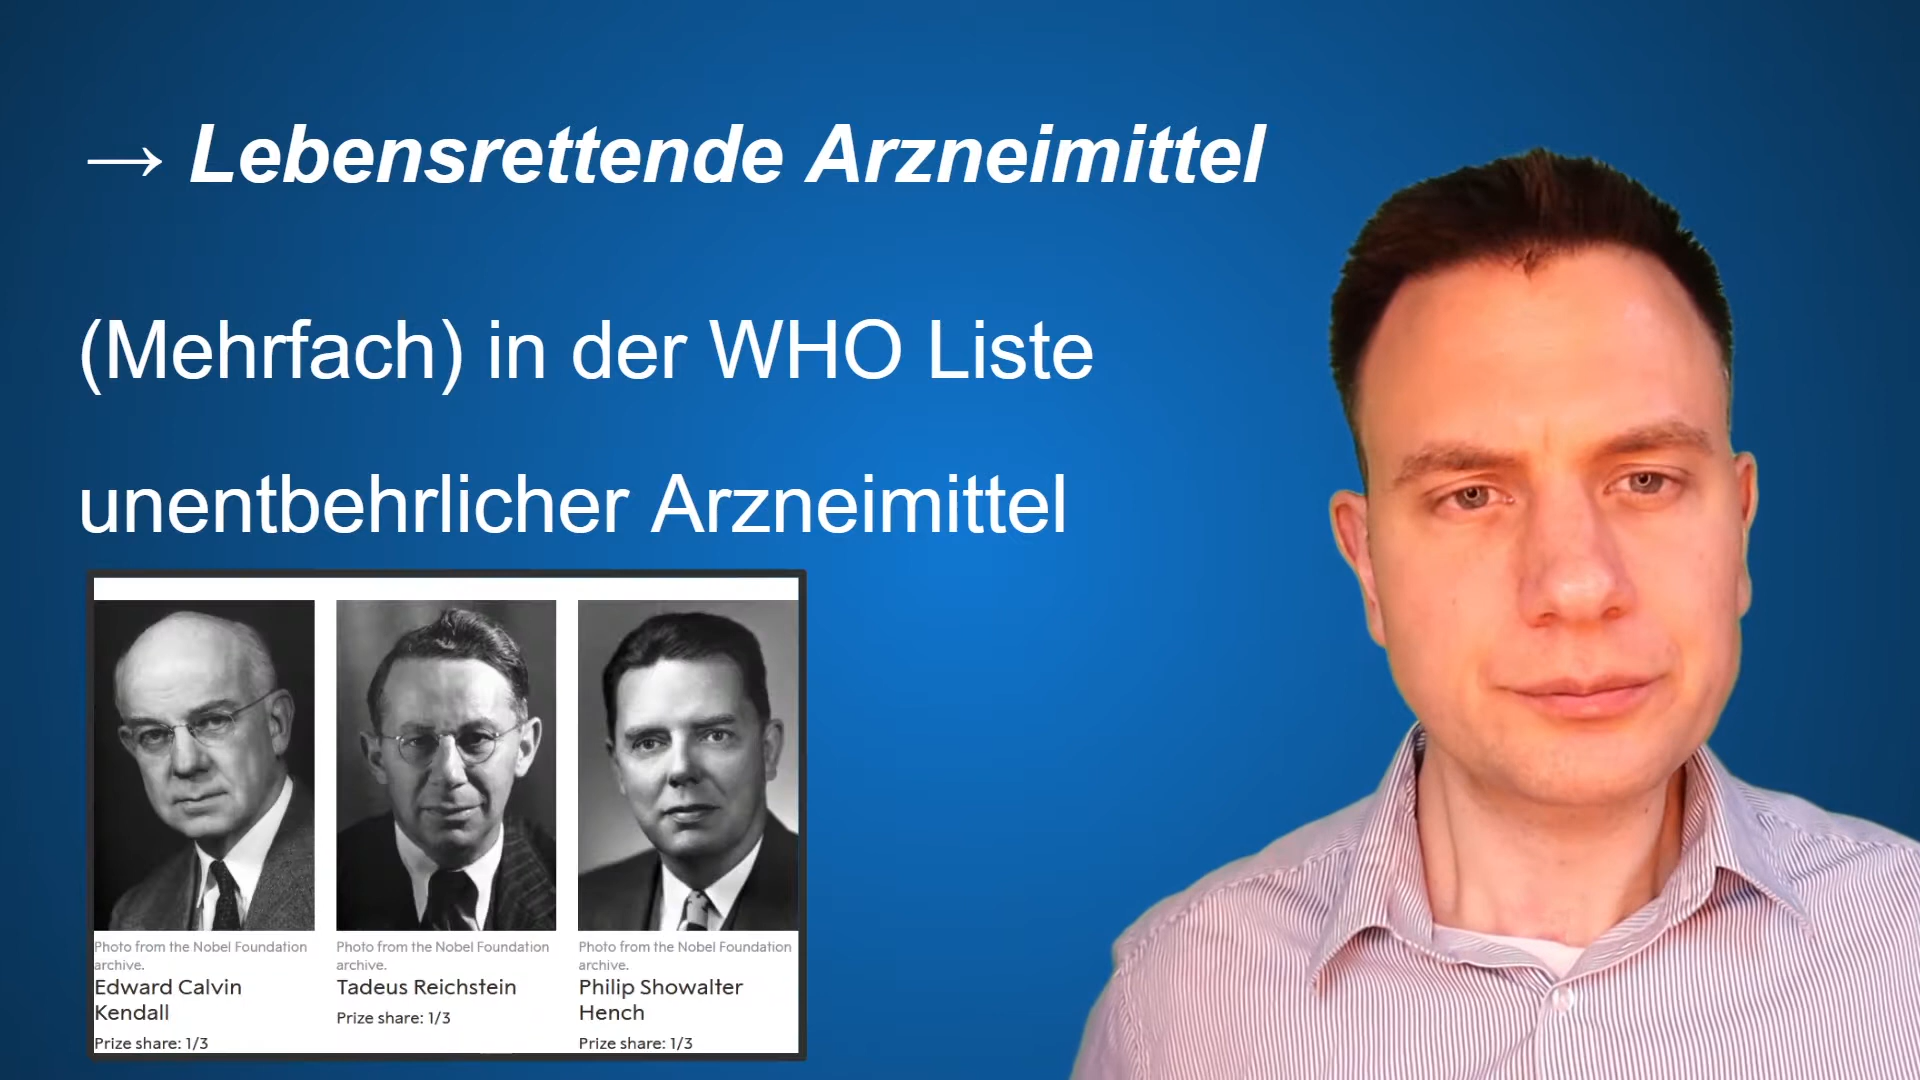 → Lebensrettende Arzneimittel
(Mehrfach) in der WHO Liste
unentbehrlicher Arzneimittel
Photo from the Nobel Foundation
archive.
Edward Calvin
Kendall
Prize share: 1/3
Photo from the Nobel Foundation
archive.
Tadeus Reichstein
Prize share: 1/3
Photo from the Nobel Foundation
archive.
Philip Showalter
Hench
Prize share: 1/3